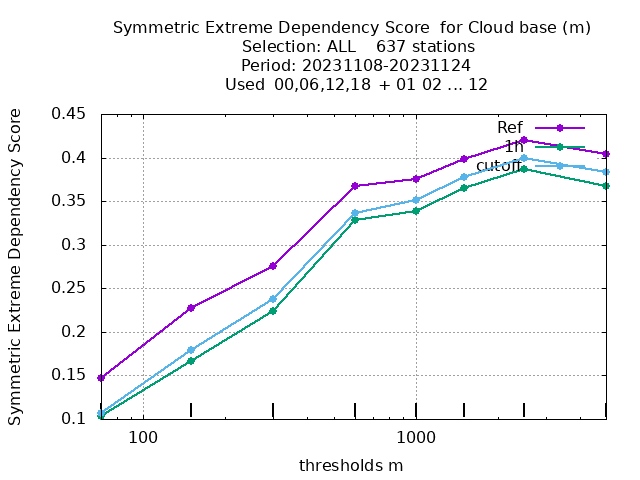 Symmetric Extreme Dependency Score  for Cloud base (m)
Selection: ALL    637 stations
Period: 20231108-20231124
Used  00,06,12,18  + 01 02 ... 12
Symmetric Extreme Dependency Score
0.45
0.4
0.35
0.3
0.25
0.2
0.15
0.1
Ref
1h
cutoff
100
1000
thresholds m